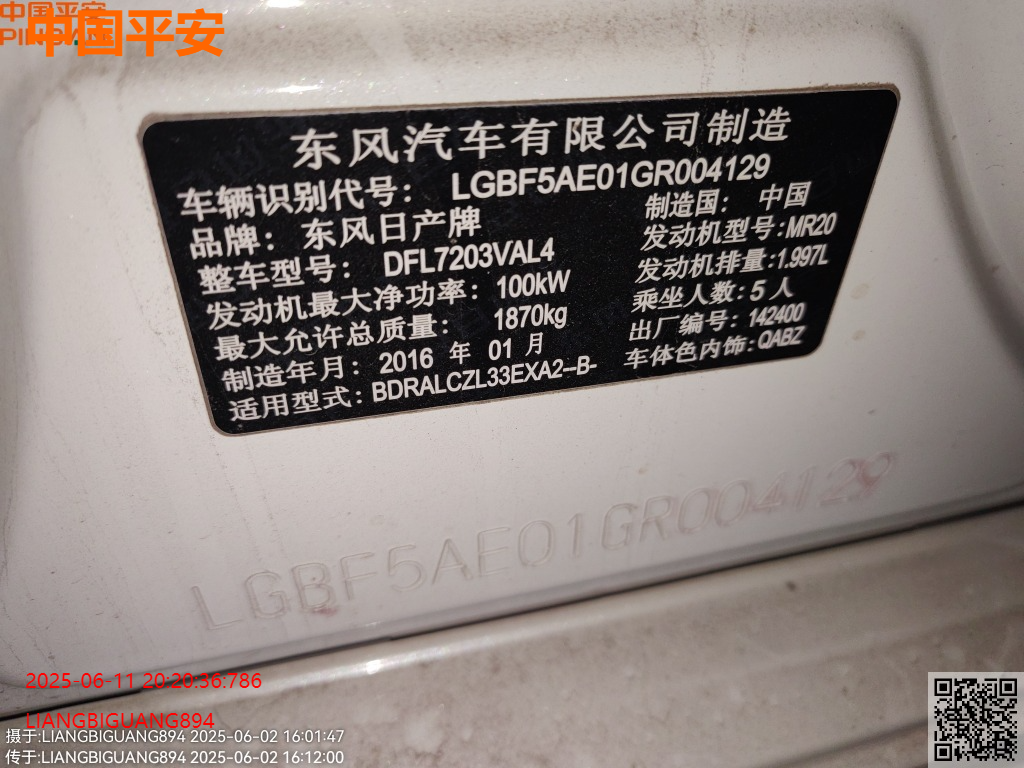 中国平安
中国平安
东风汽车有限公司制造
车辆识别代号： LGBF5AE01GR004129
品牌： 东风日产牌 制造国： 中国
整车型号： DFL7203VAL4 发动机型号：MR20
发动机最大净功率： 100kW 发动机排量：1.997L
最大允许总质量： 1870kg 乘坐人数：5人
制造年月： 2016 年 01 月 出厂编号：142400
适用型式：BDRALCZL33EXA2--B- 车体色内饰：QABZ
LGBF5AE01GR004129
2025-06-11 20:20:36:786
LIANGBIGUANG894
摄于:LIANGBIGUANG894 2025-06-02 16:01:47
传于:LIANGBIGUANG894 2025-06-02 16:12:00